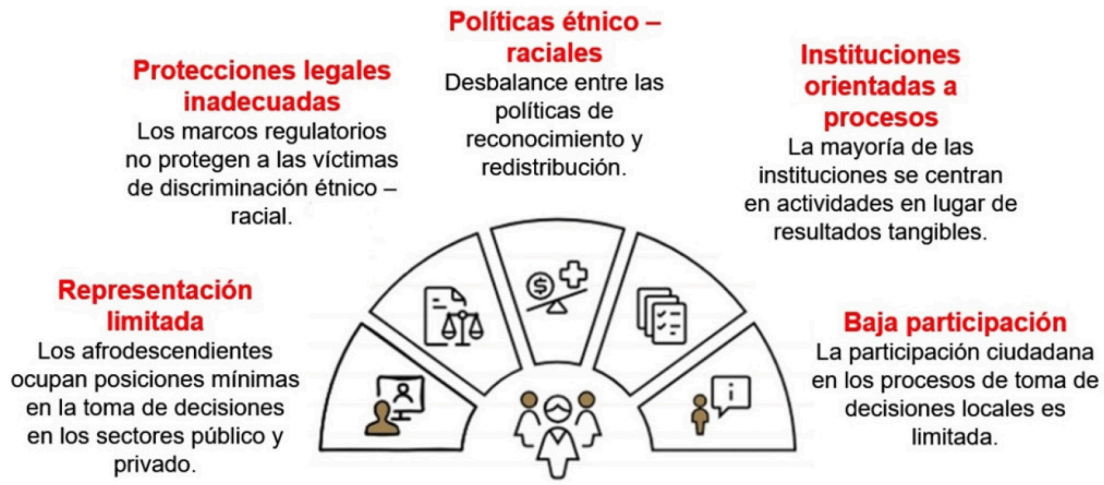 Representación
limitada
Los afrodescendientes
ocupan posiciones mínimas
en la toma de decisiones
en los sectores público y
privado.
Protecciones legales
inadecuadas
Los marcos regulatorios
no protegen a las víctimas
de discriminación étnico –
racial.
Políticas étnico –
raciales
Desbalance entre las
políticas de
reconocimiento y
redistribución.
Instituciones
orientadas a
procesos
La mayoría de las
instituciones se centran
en actividades en lugar de
resultados tangibles.
Baja participación
La participación ciudadana
en los procesos de toma de
decisiones locales es
limitada.
$
i